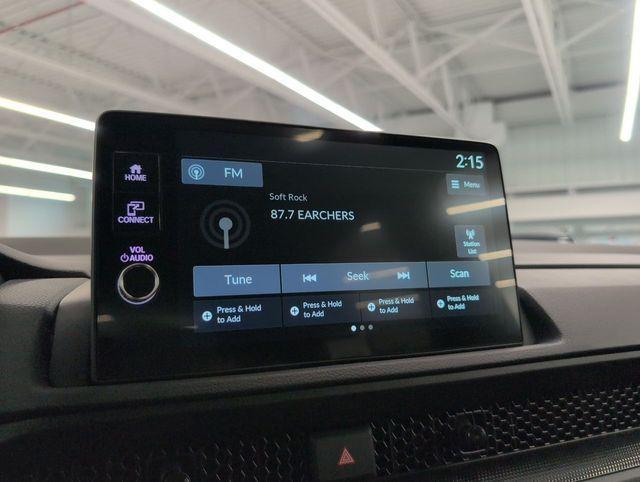 2:15
HOME
FM
Menu
CONNECT
Soft Rock
87.7 EARCHERS
VOL
AUDIO
Station
List
Tune
Seek
Scan
Press & Hold
to Add
Press & Hold
to Add
Press & Hold
to Add
Press & Hold
to Add